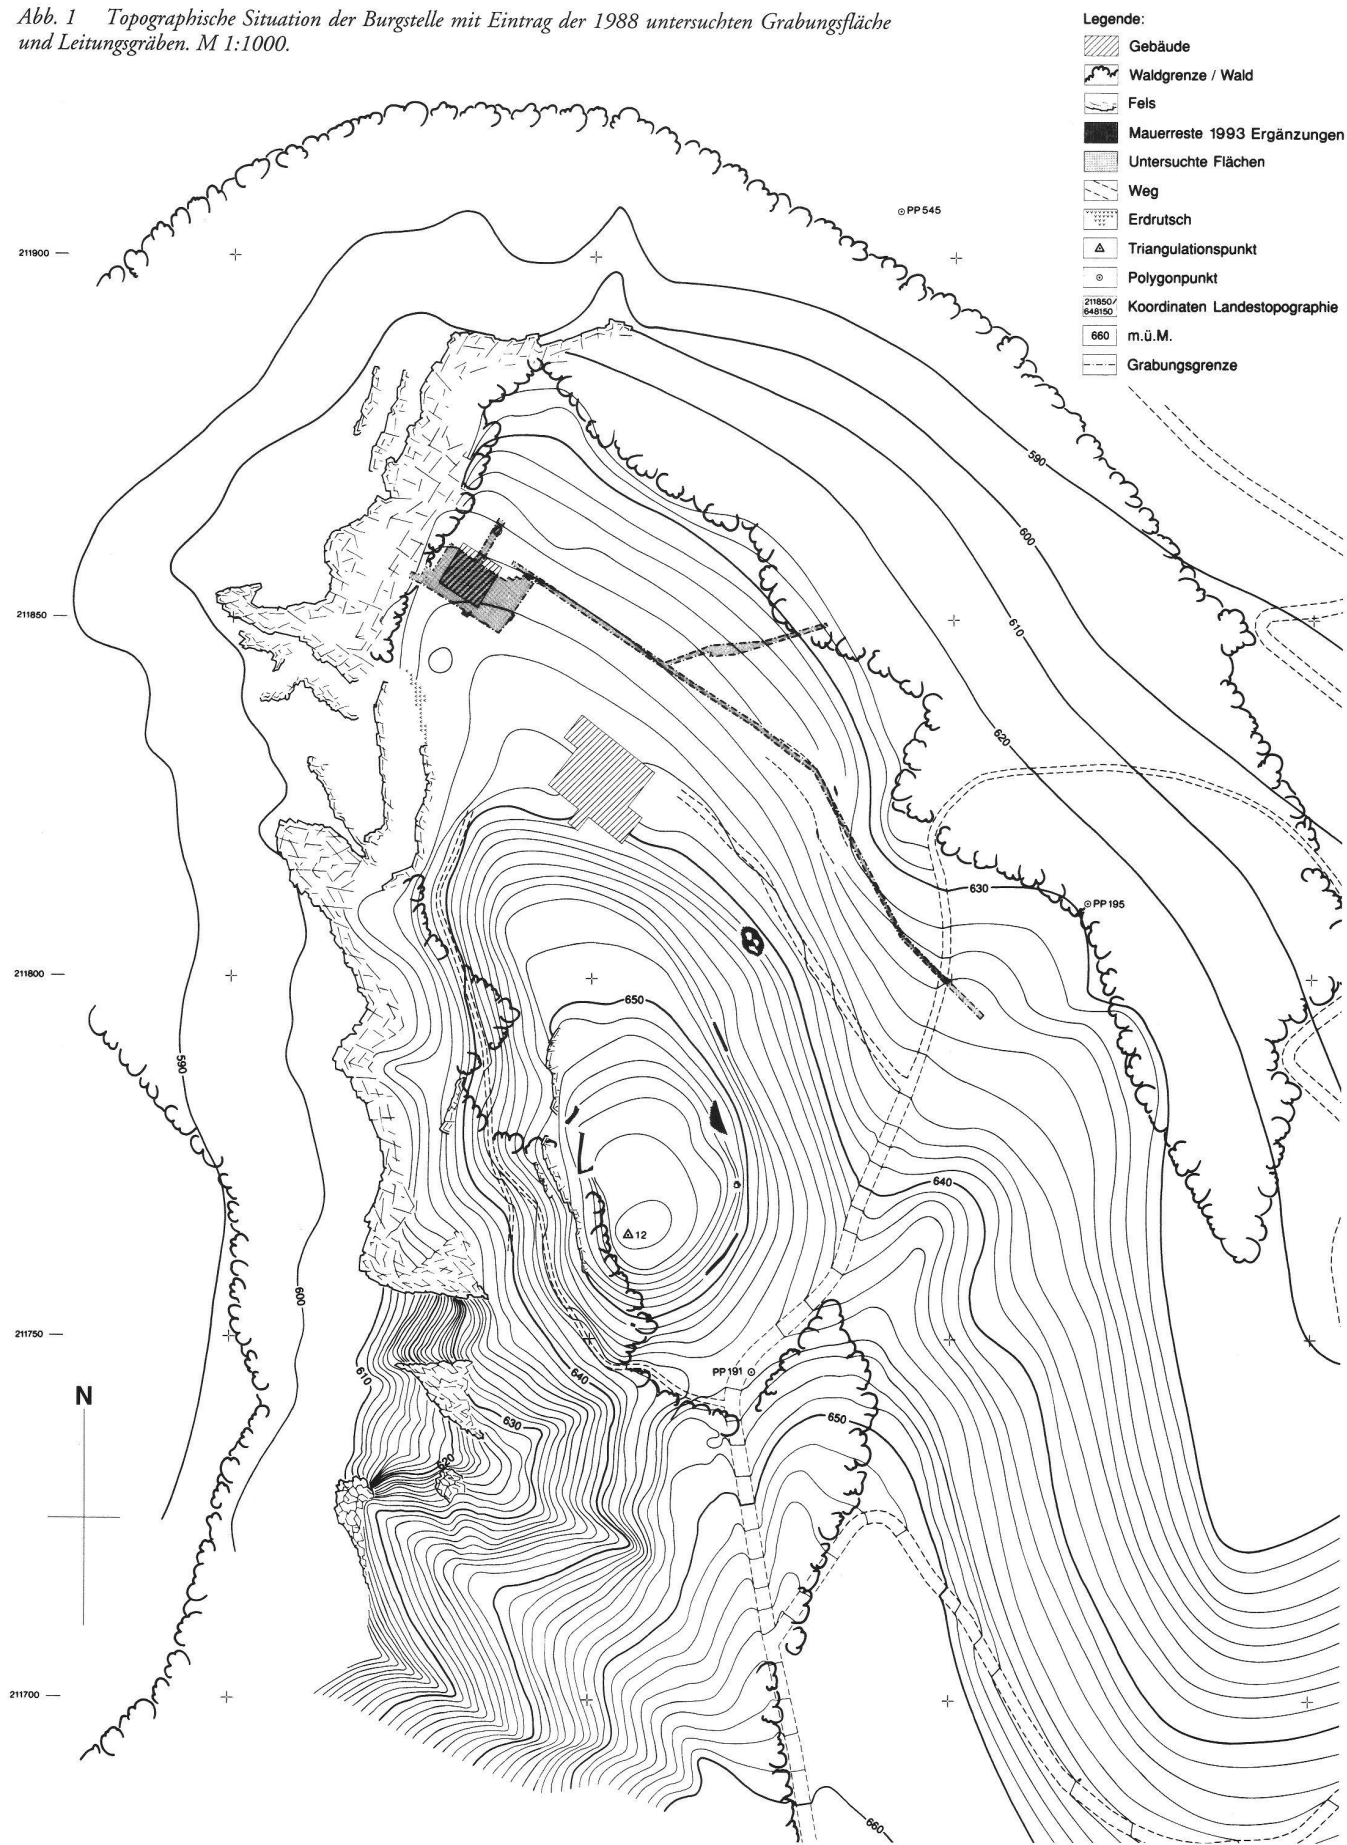 Abb. 1 Topographische Situation der Burgstelle mit Eintrag der 1988 untersuchten Grabungsfläche
und Leitungsgräben. M 1:1000.
Legende:
Gebäude
Waldgrenze / Wald
Fels
Mauerreste 1993 Ergänzungen
Untersuchte Flächen
Weg
Erdrutsch
Triangulationspunkt
Polygonpunkt
211850/
648150
Koordinaten Landestopographie
660
m.ü.M.
Grabungsgrenze
PP 545
211900
590
600
211850
610
620
630
PP 195
211800
650
590
640
12
600
211750
PP 191
610
640
N
650
630
620
211700
660